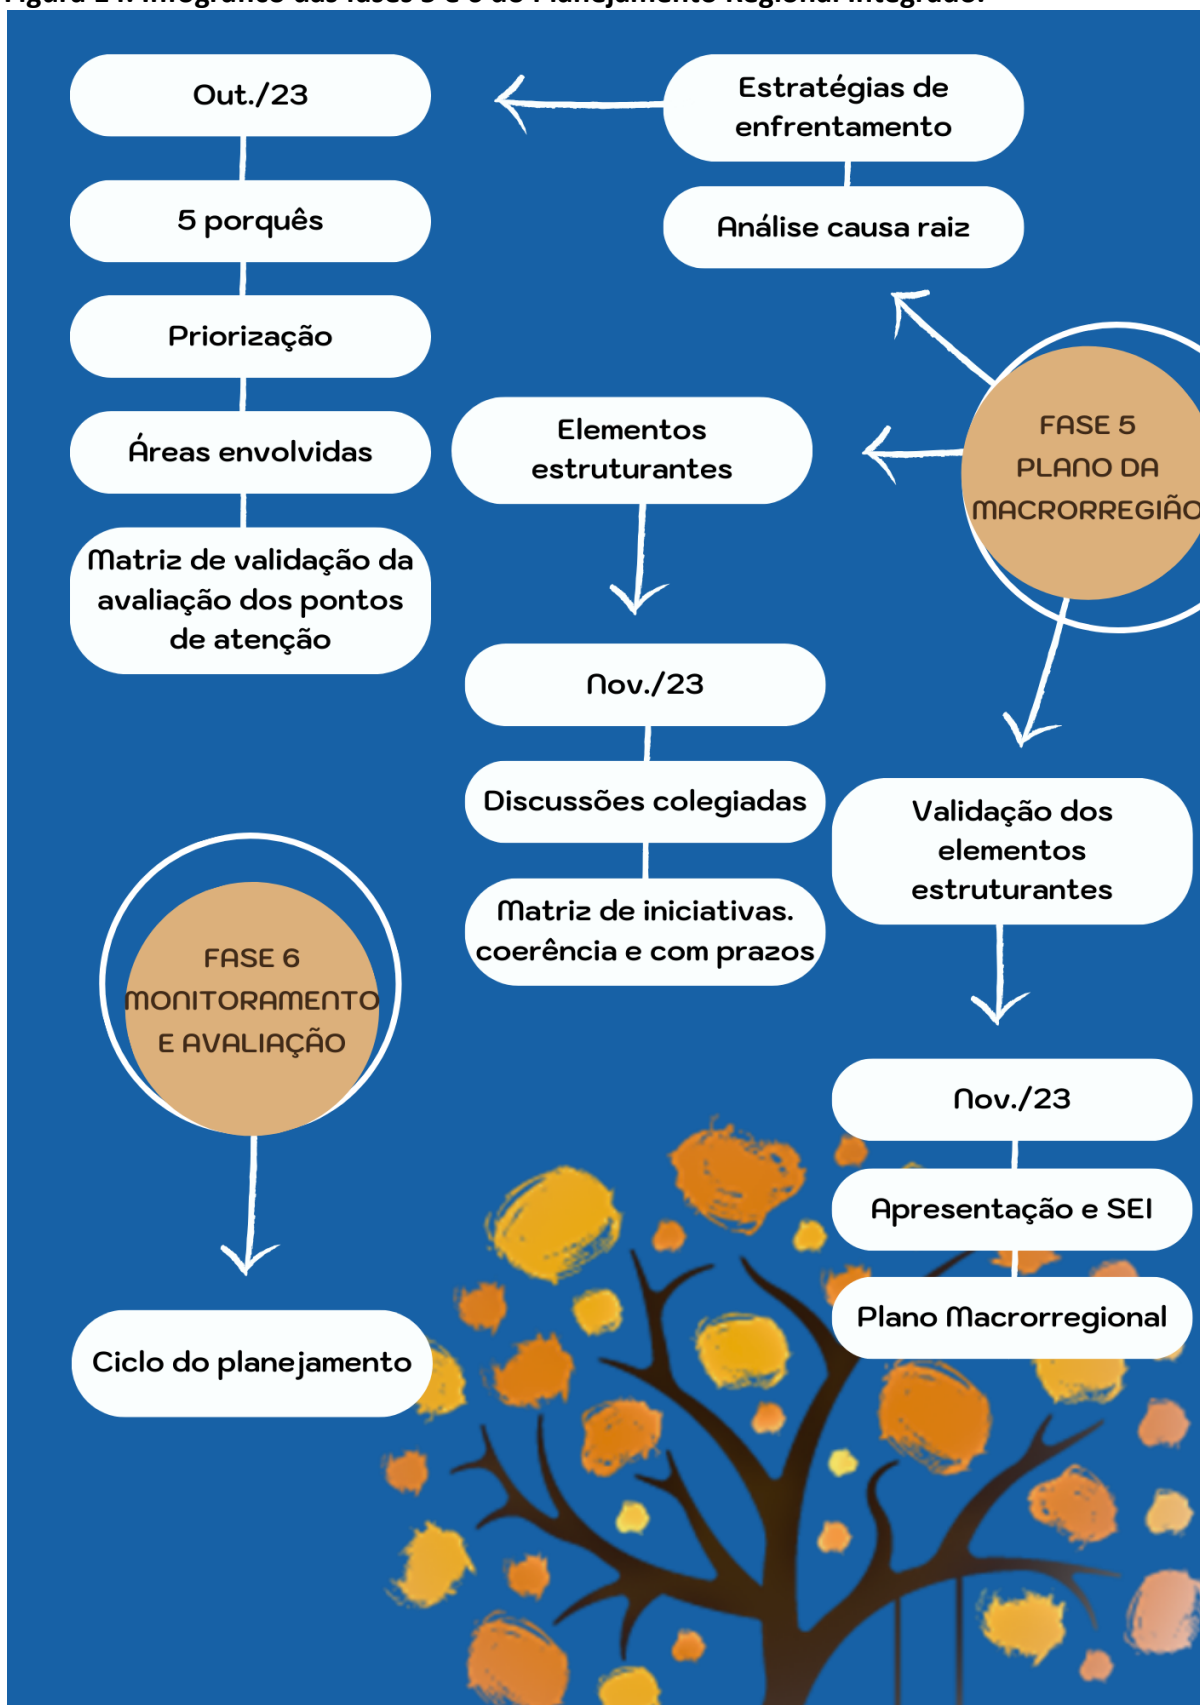 Out./23
5 porquês
Priorização
Áreas envolvidas
Matriz de validação da
avaliação dos pontos
de atenção
Estratégias de
enfrentamento
Análise causa raiz
FASE 5
PLANO DA
MACRORREGIÃO
Elementos
estruturantes
Nov./23
Discussões colegiadas
Matriz de iniciativas.
coerência e com prazos
Validação dos
elementos
estruturantes
Nov./23
Apresentação e SEI
Plano Macrorregional
FASE 6
MONITORAMENTO
E AVALIAÇÃO
Ciclo do planejamento